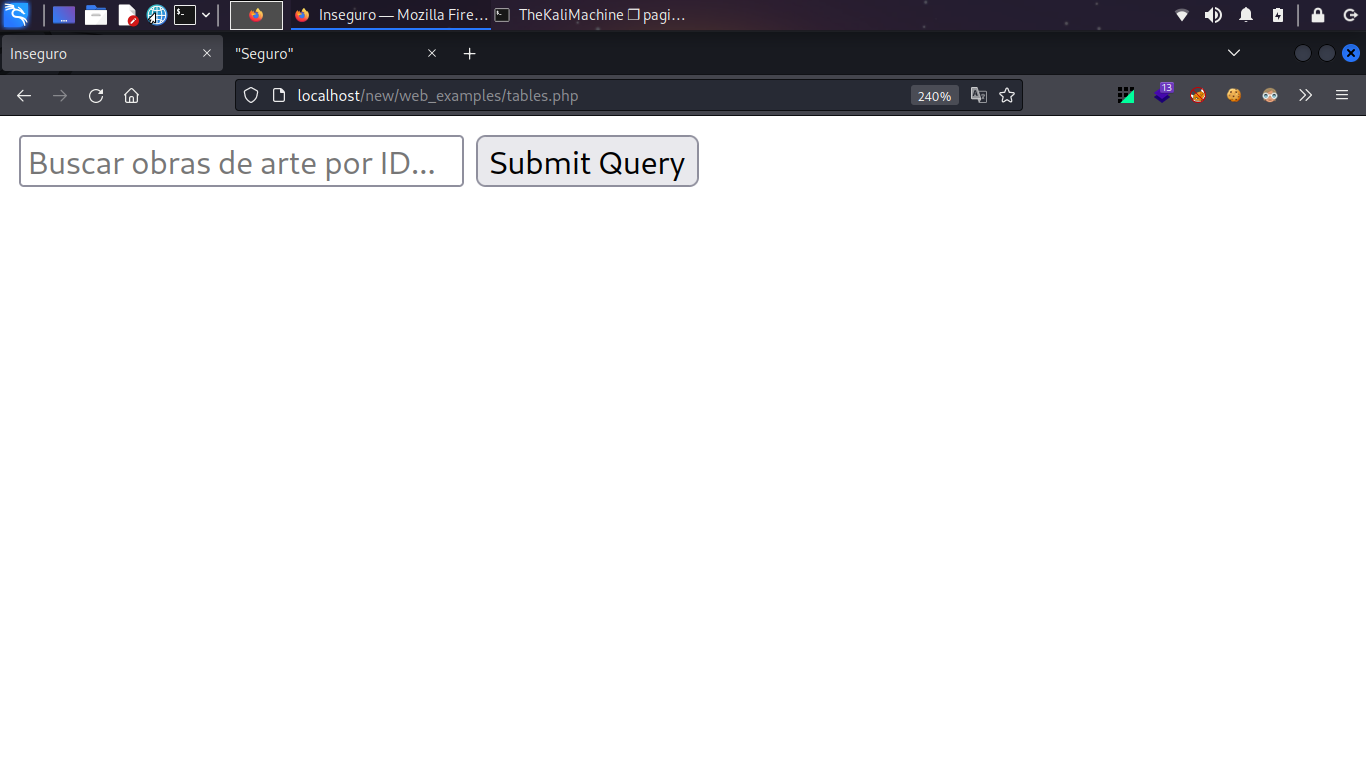 Inseguro — Mozilla Fire... TheKaliMachine ❐ pagi...
Inseguro "Seguro"
localhost/new/web_examples/tables.php 240% 13
Buscar obras de arte por ID... Submit Query